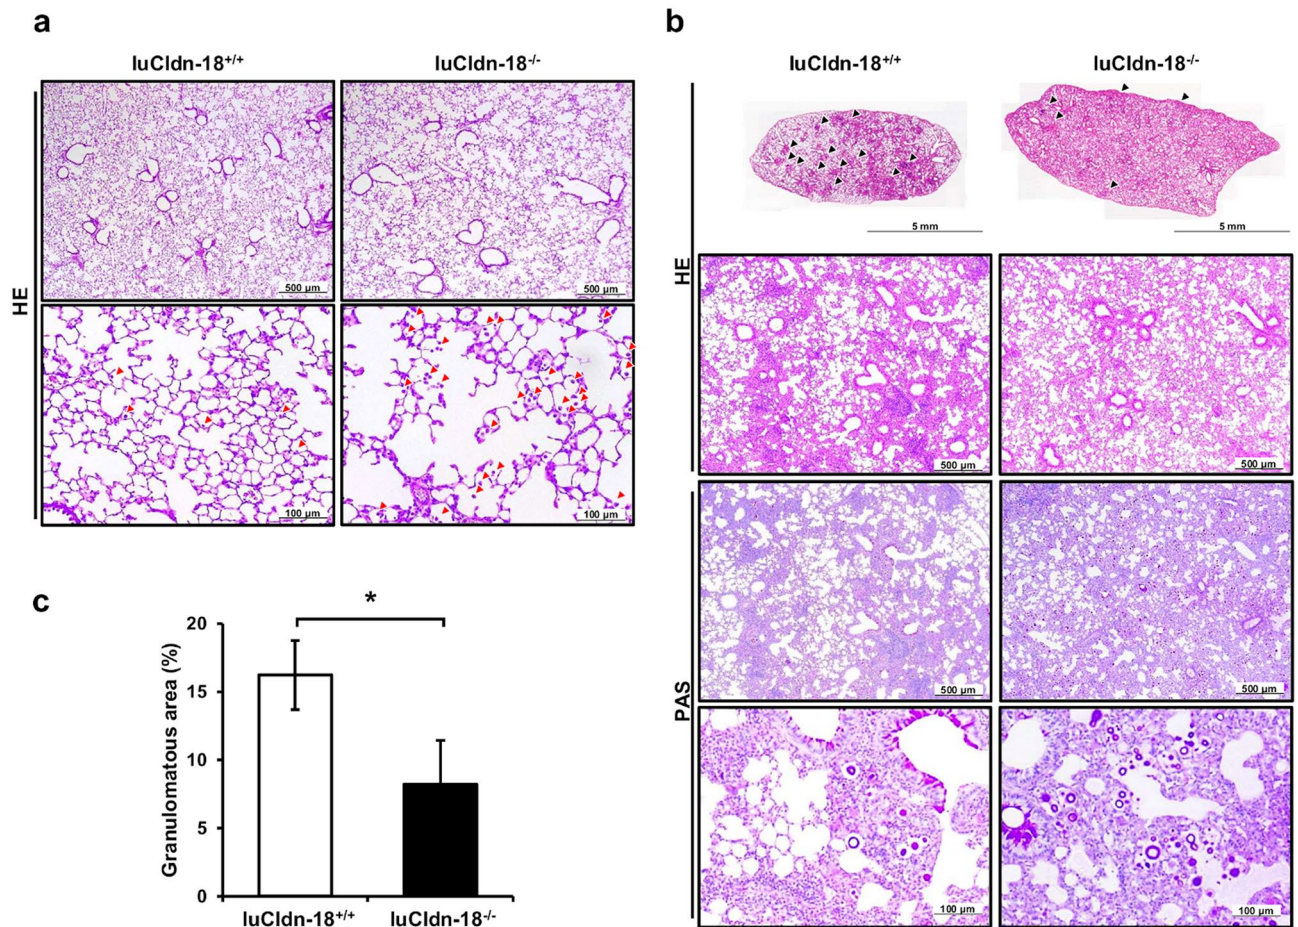 a
luCldn-18+/+
luCldn-18-/-
HE
500 μm
500 μm
100 μm
100 μm
b
luCldn-18+/+
luCldn-18-/-
HE
5 mm
5 mm
500 μm
500 μm
PAS
500 μm
500 μm
100 μm
100 μm
c
*
Granulomatous area (%)
20
15
10
5
0
luCldn-18+/+
luCldn-18-/-